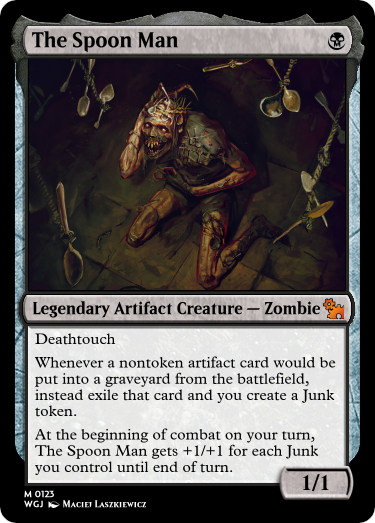 The Spoon Man
Legendary Artifact Creature — Zombie
Deathtouch
Whenever a nontoken artifact card would be
put into a graveyard from the battlefield,
instead exile that card and you create a Junk
token.
At the beginning of combat on your turn,
The Spoon Man gets +1/+1 for each Junk
you control until end of turn.
1/1
M 0123
WGJ Maciej Laszkiewicz